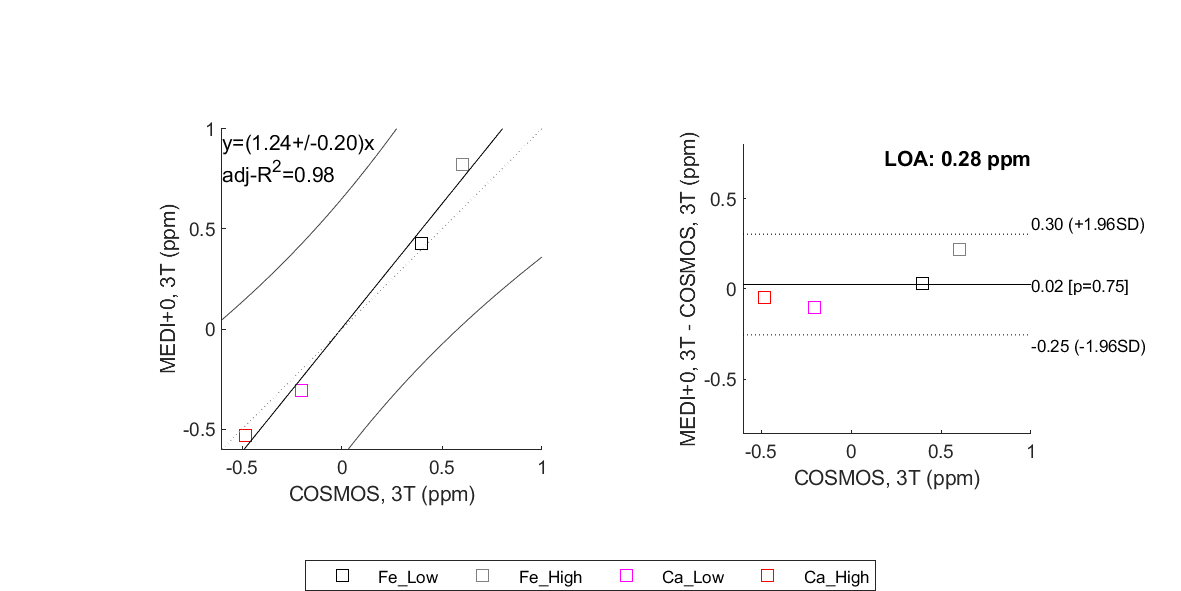 y=(1.24+/-0.20)x
adj-R2=0.98
1
0.5
0
-0.5
-0.5
0
0.5
1
MEDI+0, 3T (ppm)
COSMOS, 3T (ppm)
LOA: 0.28 ppm
0.30 (+1.96SD)
0.02 [p=0.75]
-0.25 (-1.96SD)
0.5
0
-0.5
-0.5
0
0.5
1
MEDI+0, 3T - COSMOS, 3T (ppm)
COSMOS, 3T (ppm)
Fe_Low Fe_High Ca_Low Ca_High